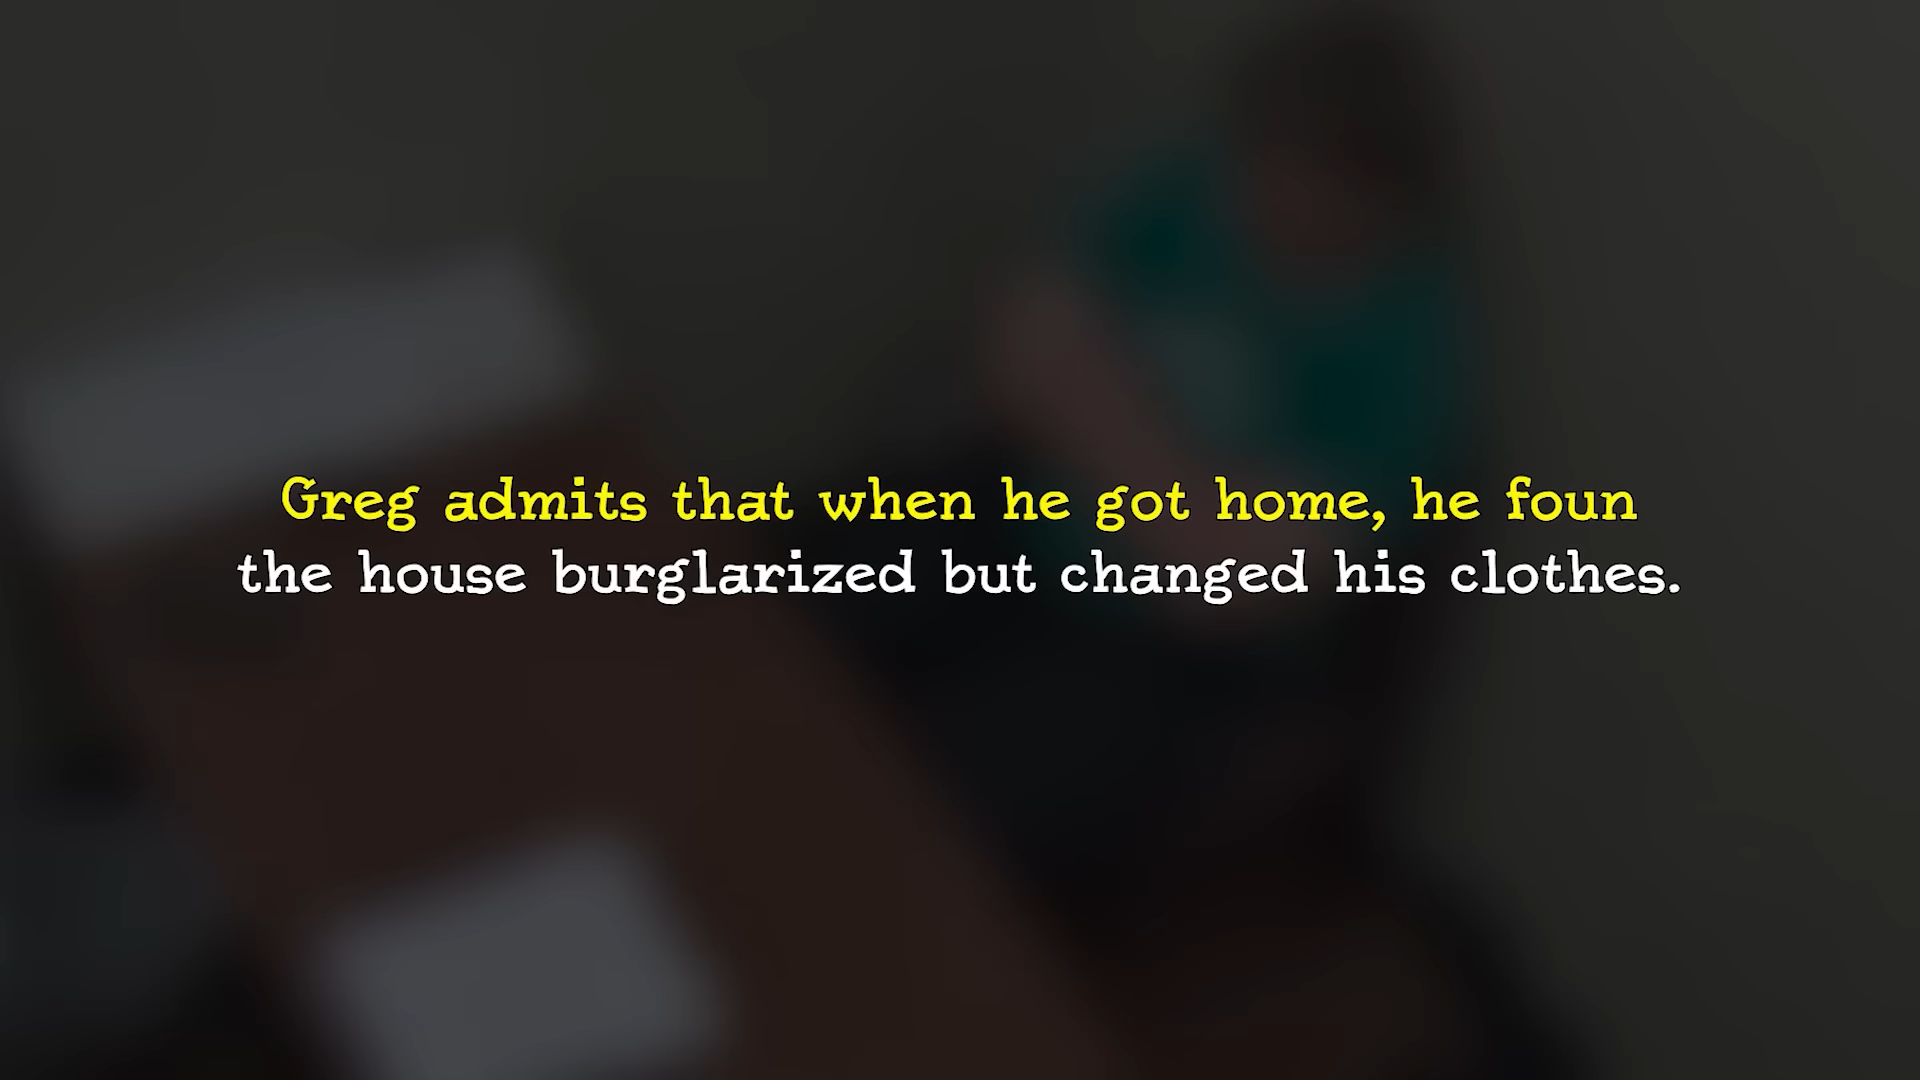 Greg admits that when he got home, he foun
the house burglarized but changed his clothes.